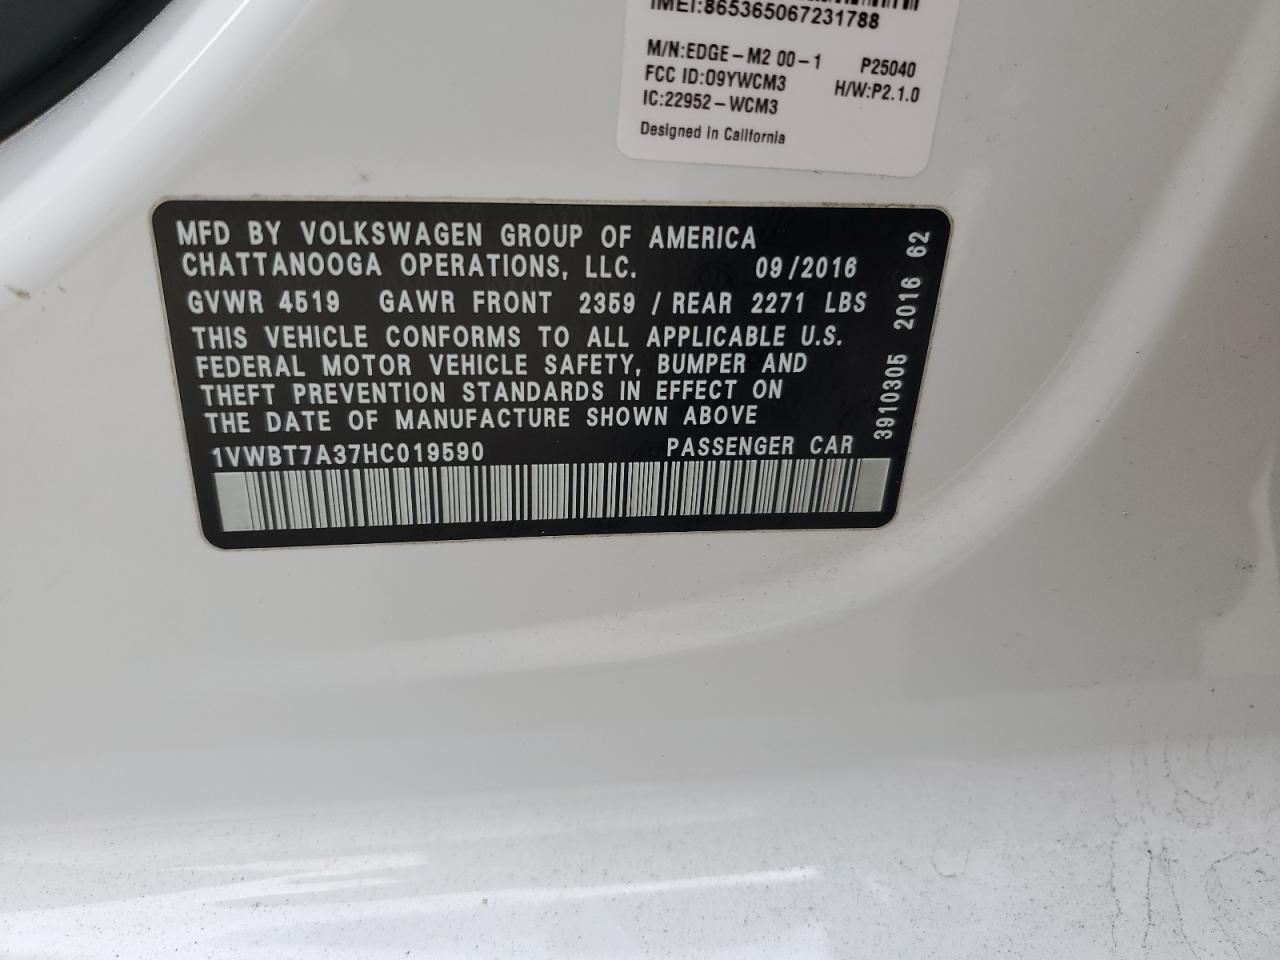 IMEI:865365067231788
M/N:EDGE-M2 00-1 P25040
FCC ID:O9YWCM3 H/W:P2.1.0
IC:22952-WCM3
Designed in California
MFD BY VOLKSWAGEN GROUP OF AMERICA
CHATTANOOGA OPERATIONS, LLC. 09/2016
GVWR 4519 GAWR FRONT 2359 / REAR 2271 LBS
THIS VEHICLE CONFORMS TO ALL APPLICABLE U.S.
FEDERAL MOTOR VEHICLE SAFETY, BUMPER AND
THEFT PREVENTION STANDARDS IN EFFECT ON
THE DATE OF MANUFACTURE SHOWN ABOVE
1VWBT7A37HC019590 PASSENGER CAR
3910305 2016 62